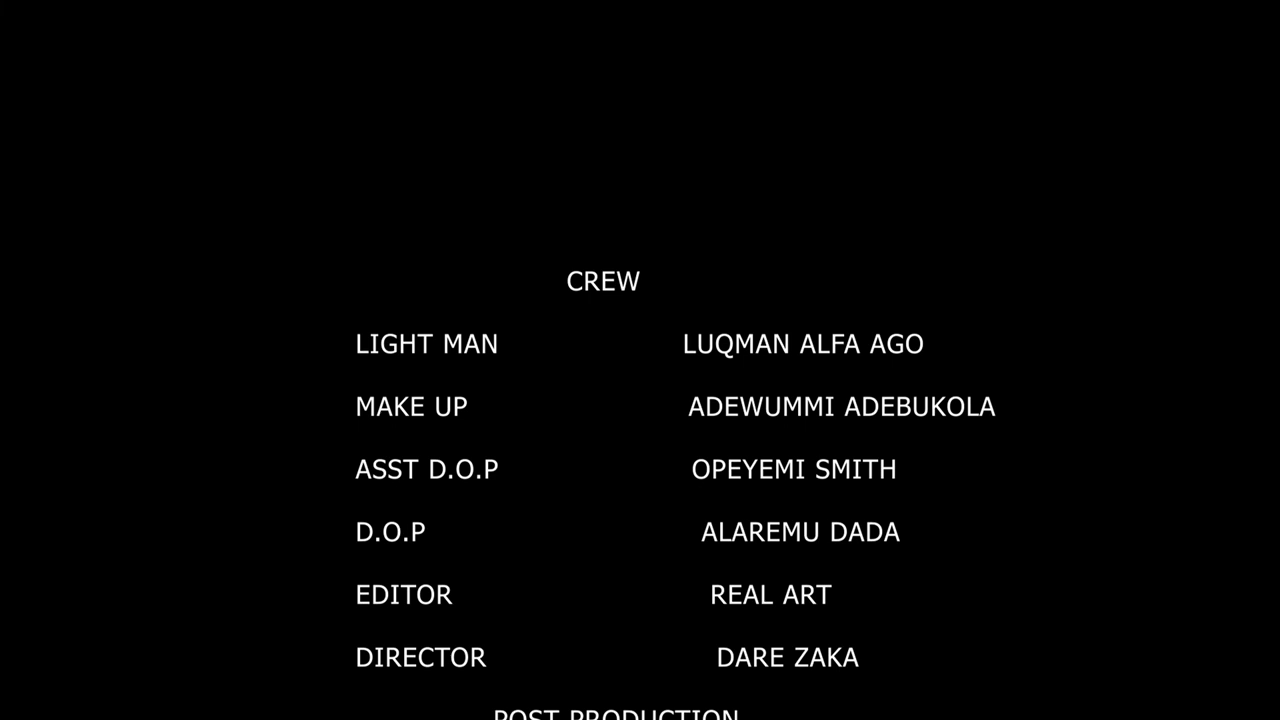 CREW
LIGHT MAN LUQMAN ALFA AGO
MAKE UP ADEWUMMI ADEBUKOLA
ASST D.O.P OPEYEMI SMITH
D.O.P ALAREMU DADA
EDITOR REAL ART
DIRECTOR DARE ZAKA
POST PRODUCTION